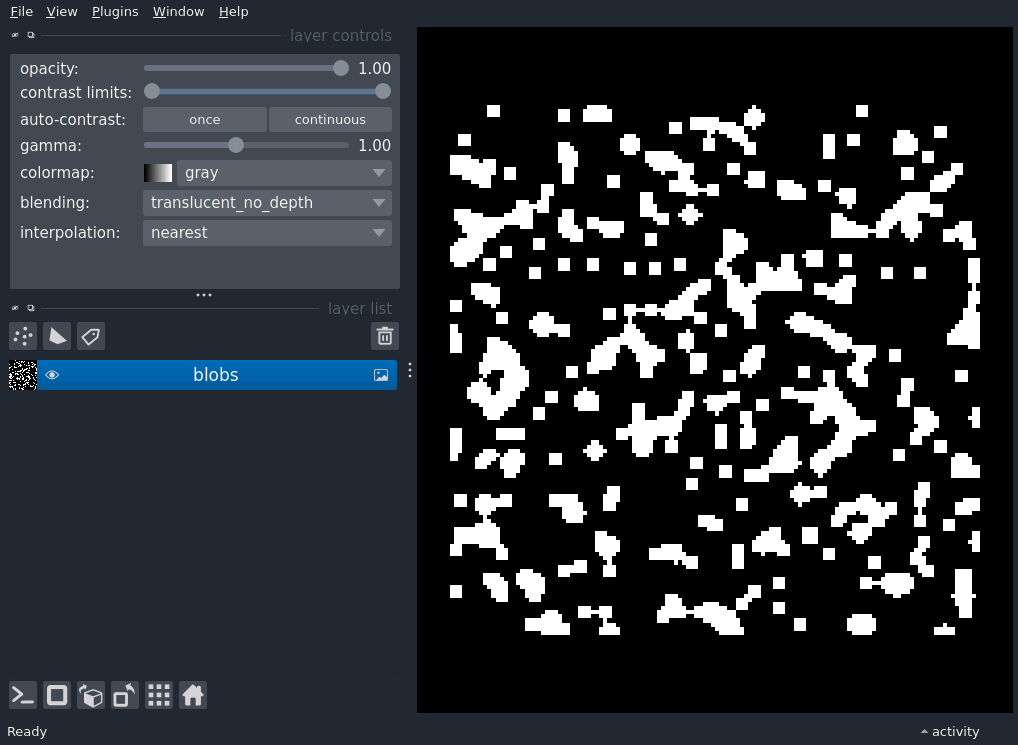 File View Plugins Window Help
layer controls
opacity: 1.00
contrast limits:
auto-contrast: once continuous
gamma: 1.00
colormap: gray
blending: translucent_no_depth
interpolation: nearest
layer list
blobs
Ready
activity